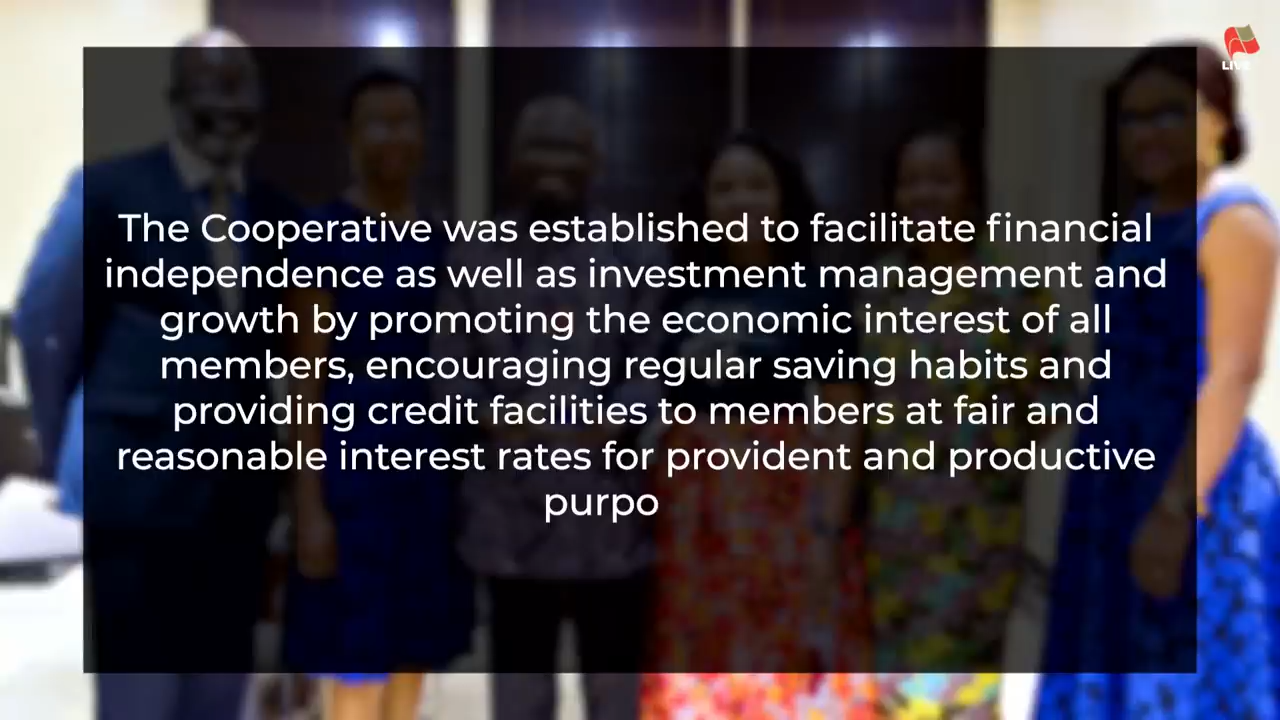 LIVE
The Cooperative was established to facilitate financial
independence as well as investment management and
growth by promoting the economic interest of all
members, encouraging regular saving habits and
providing credit facilities to members at fair and
reasonable interest rates for provident and productive
purpo